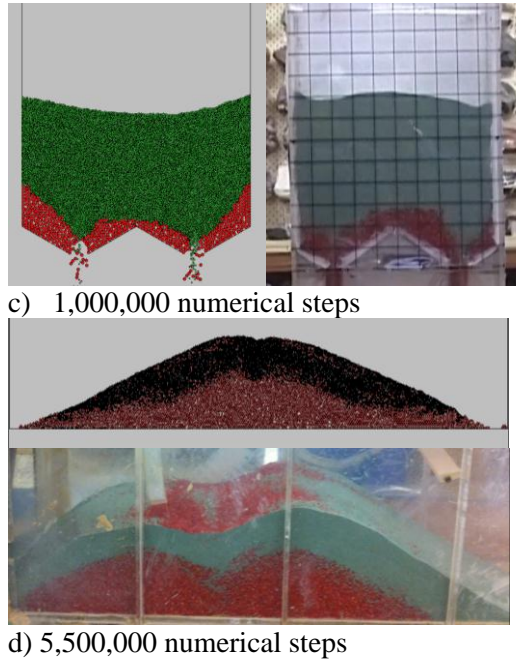 c) 1,000,000 numerical steps
d) 5,500,000 numerical steps